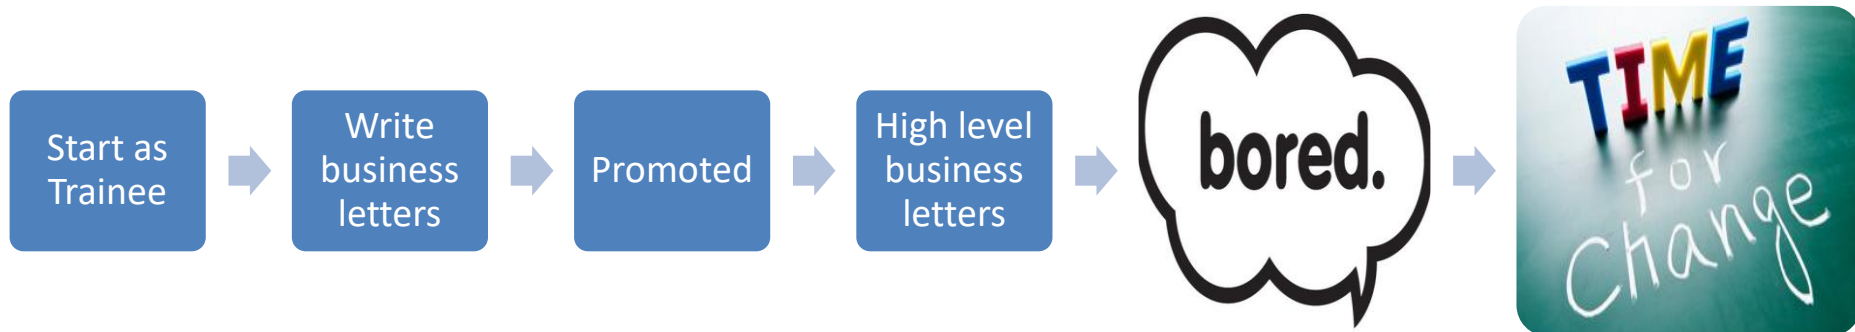 Start as
Trainee
Write
business
letters
Promoted
High level
business
letters
bored.
TIME
for
Change